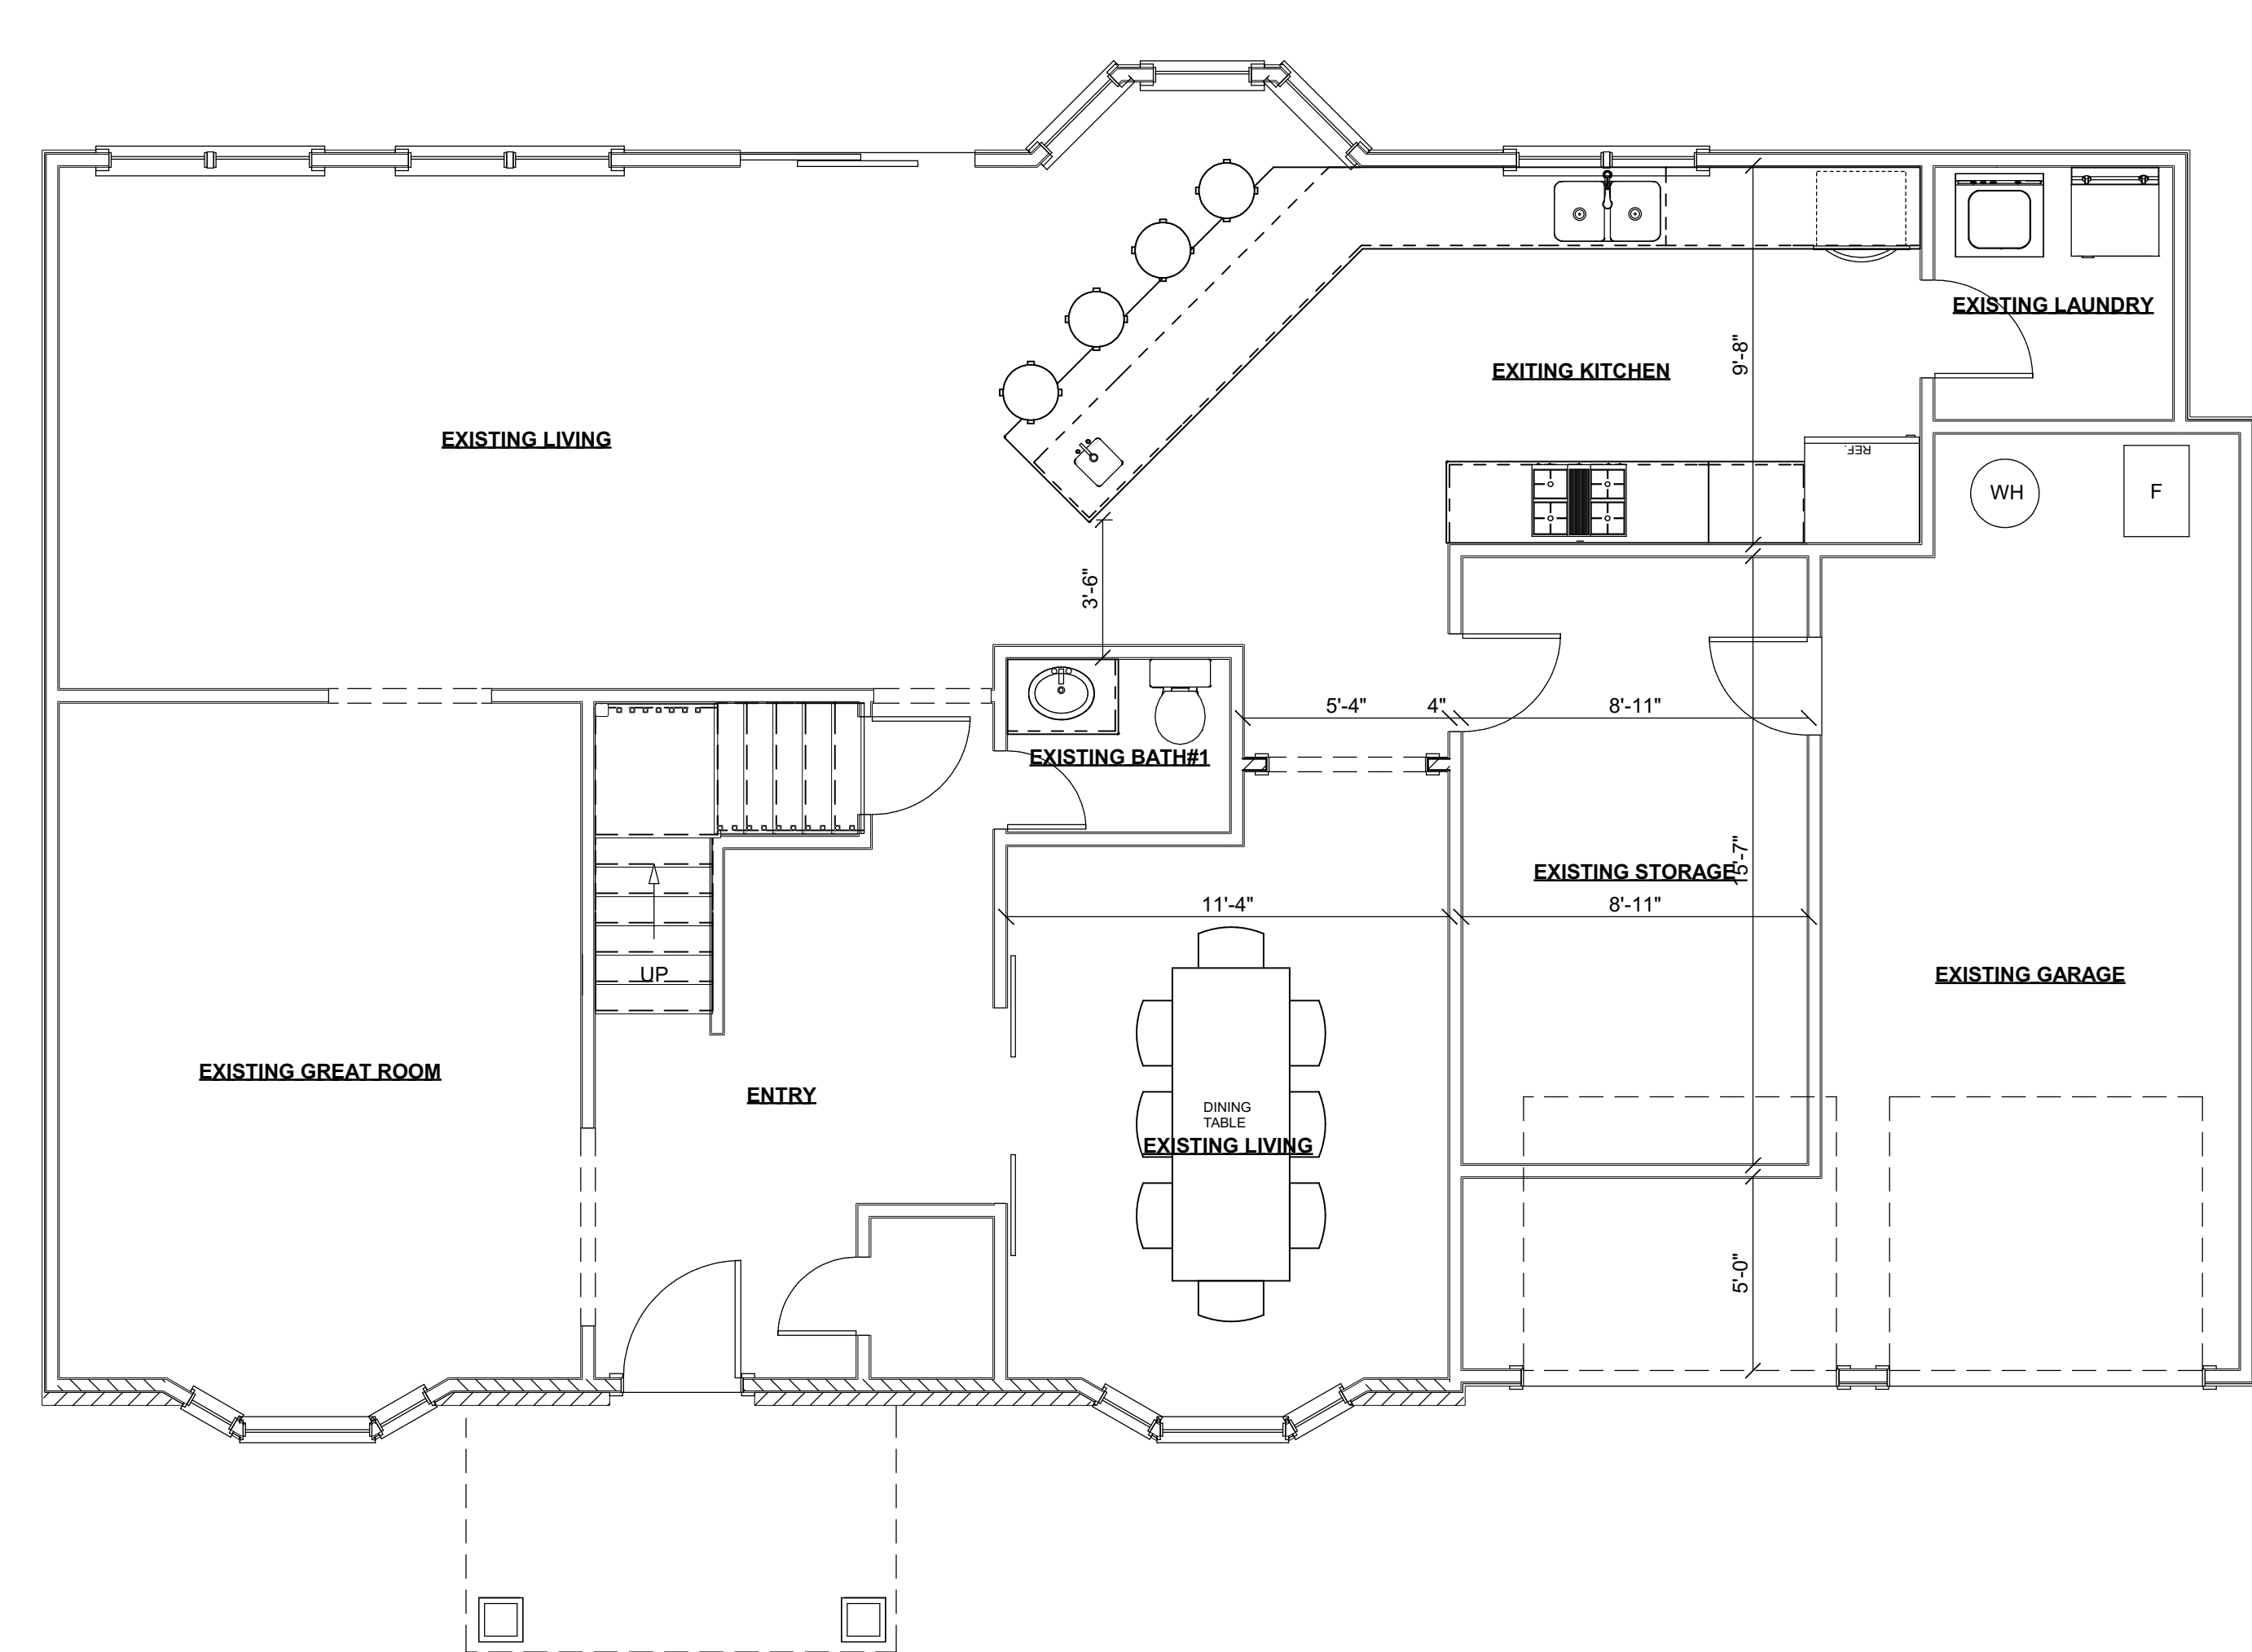 EXISTING LAUNDRY
9'-8"
EXITING KITCHEN
EXISTING LIVING
REF.
WH
F
3'-6"
5'-4"
4"
8'-11"
EXISTING BATH#1
EXISTING STORAGE
15'-7"
11'-4"
8'-11"
UP
EXISTING GARAGE
EXISTING GREAT ROOM
ENTRY
DINING
TABLE
EXISTING LIVING
5'-0"